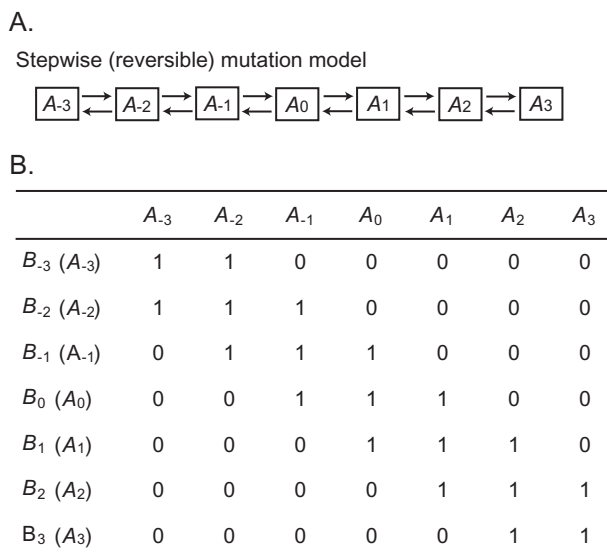 A.
Stepwise (reversible) mutation model
A-3 A-2 A-1 A0 A1 A2 A3
B.
A-3 A-2 A-1 A0 A1 A2 A3
B-3 (A-3) 1 1 0 0 0 0 0
B-2 (A-2) 1 1 1 0 0 0 0
B-1 (A-1) 0 1 1 1 0 0 0
B0 (A0) 0 0 1 1 1 0 0
B1 (A1) 0 0 0 1 1 1 0
B2 (A2) 0 0 0 0 1 1 1
B3 (A3) 0 0 0 0 0 1 1